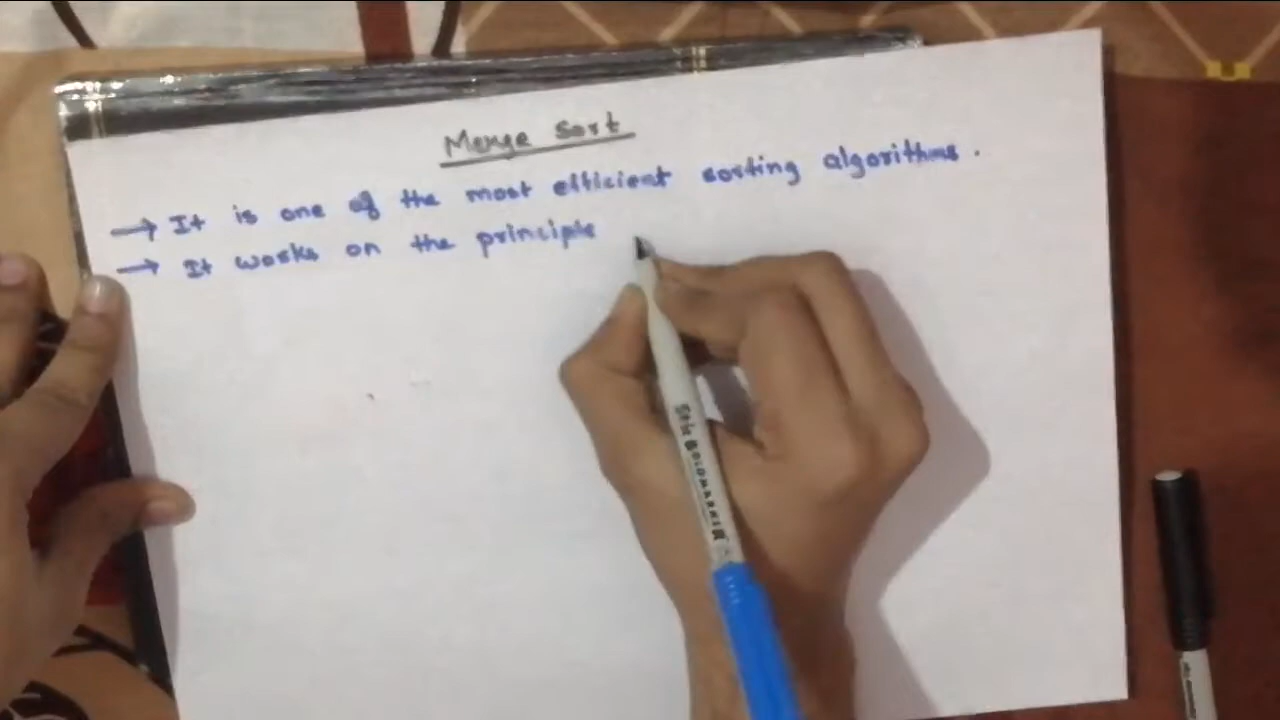 Merge Sort
→ It is one of the most efficient sorting algorithms.
→ It works on the principle